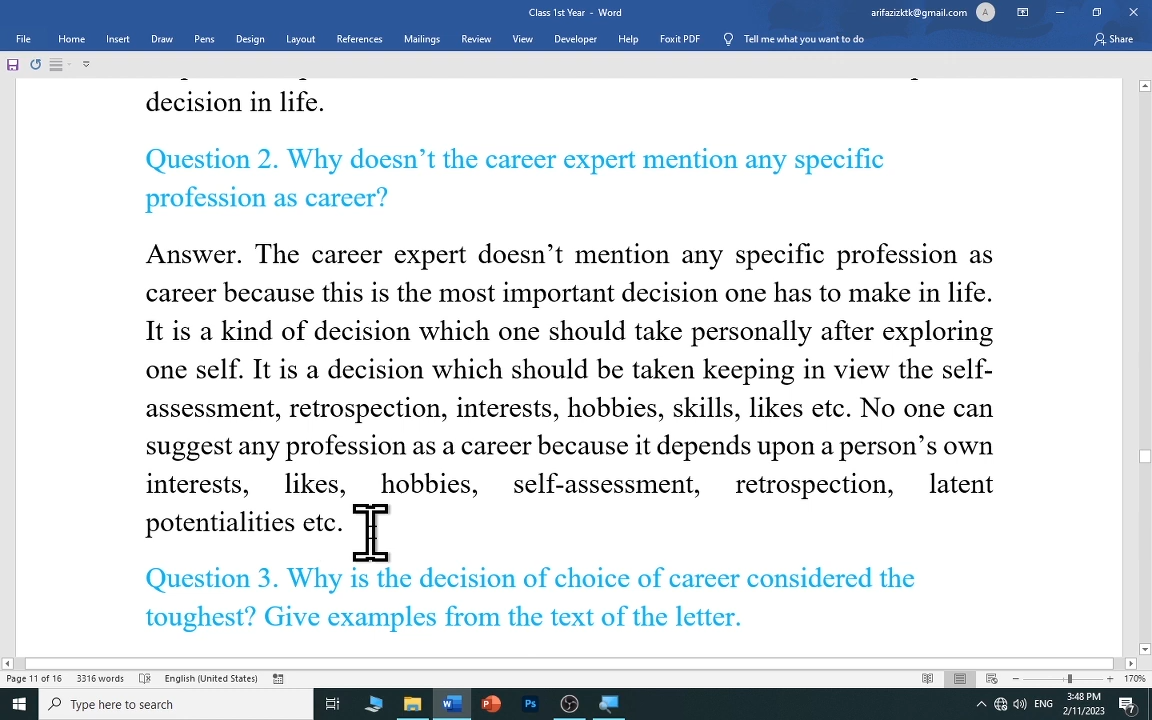 Class 1st Year - Word
arifazizktk@gmail.com
A
File Home Insert Draw Pens Design Layout References Mailings Review View Developer Help Foxit PDF Tell me what you want to do Share
decision in life.
Question 2. Why doesn’t the career expert mention any specific
profession as career?
Answer. The career expert doesn’t mention any specific profession as
career because this is the most important decision one has to make in life.
It is a kind of decision which one should take personally after exploring
one self. It is a decision which should be taken keeping in view the self-
assessment, retrospection, interests, hobbies, skills, likes etc. No one can
suggest any profession as a career because it depends upon a person’s own
interests, likes, hobbies, self-assessment, retrospection, latent
potentialities etc.
Question 3. Why is the decision of choice of career considered the
toughest? Give examples from the text of the letter.
Page 11 of 16 3316 words English (United States) 170%
Type here to search
W P Ps
ENG
3:48 PM
2/11/2023
7